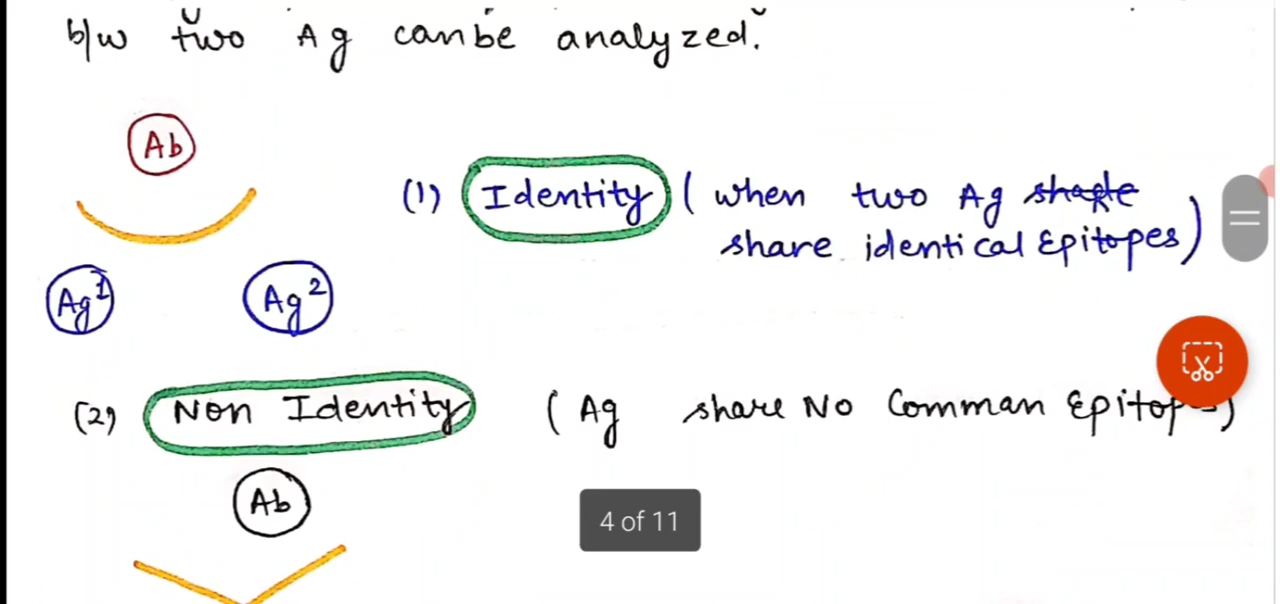 b/w two Ag canbe analyzed.
Ab
(1) Identity ( when two Ag
share identical Epitopes)
Ag1 Ag2
(2) Non Identity ( Ag share No Comman
Ab
4 of 11